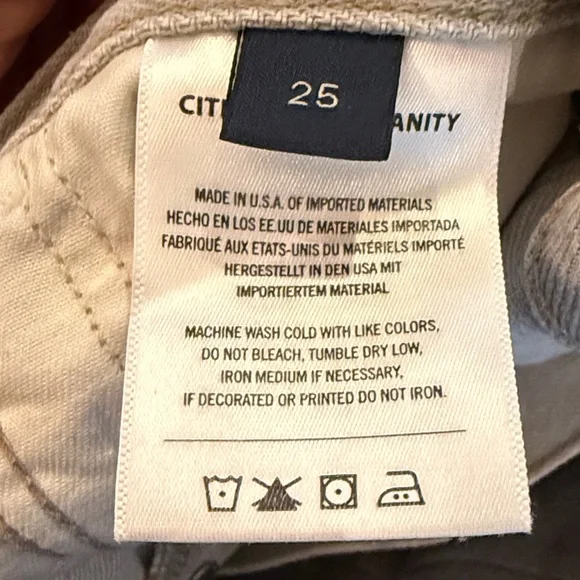 25
CIT ANITY
MADE IN U.S.A. OF IMPORTED MATERIALS
HECHO EN LOS EE.UU DE MATERIALES IMPORTADA
FABRIQUÉ AUX ETATS-UNIS DU MATÉRIELS IMPORTÉ
HERGESTELLT IN DEN USA MIT
IMPORTIERTEM MATERIAL
MACHINE WASH COLD WITH LIKE COLORS,
DO NOT BLEACH, TUMBLE DRY LOW,
IRON MEDIUM IF NECESSARY.
IF DECORATED OR PRINTED DO NOT IRON.